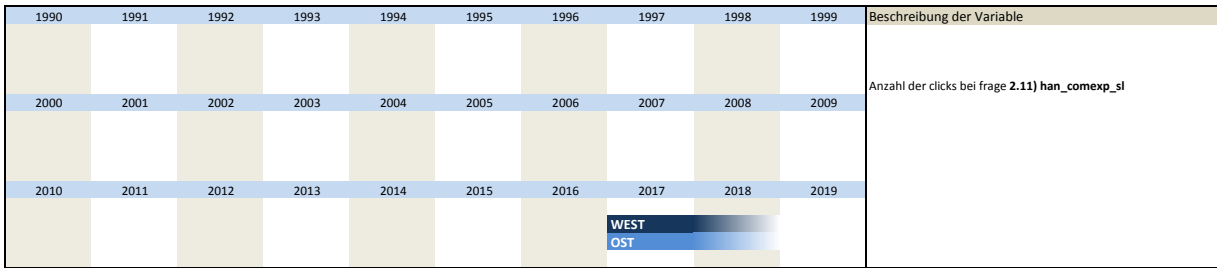 1990 1991 1992 1993 1994 1995 1996 1997 1998 1999 Beschreibung der Variable
Anzahl der clicks bei frage 2.11) han_comexp_sl
2000 2001 2002 2003 2004 2005 2006 2007 2008 2009
2010 2011 2012 2013 2014 2015 2016 2017 2018 2019
WEST
OST